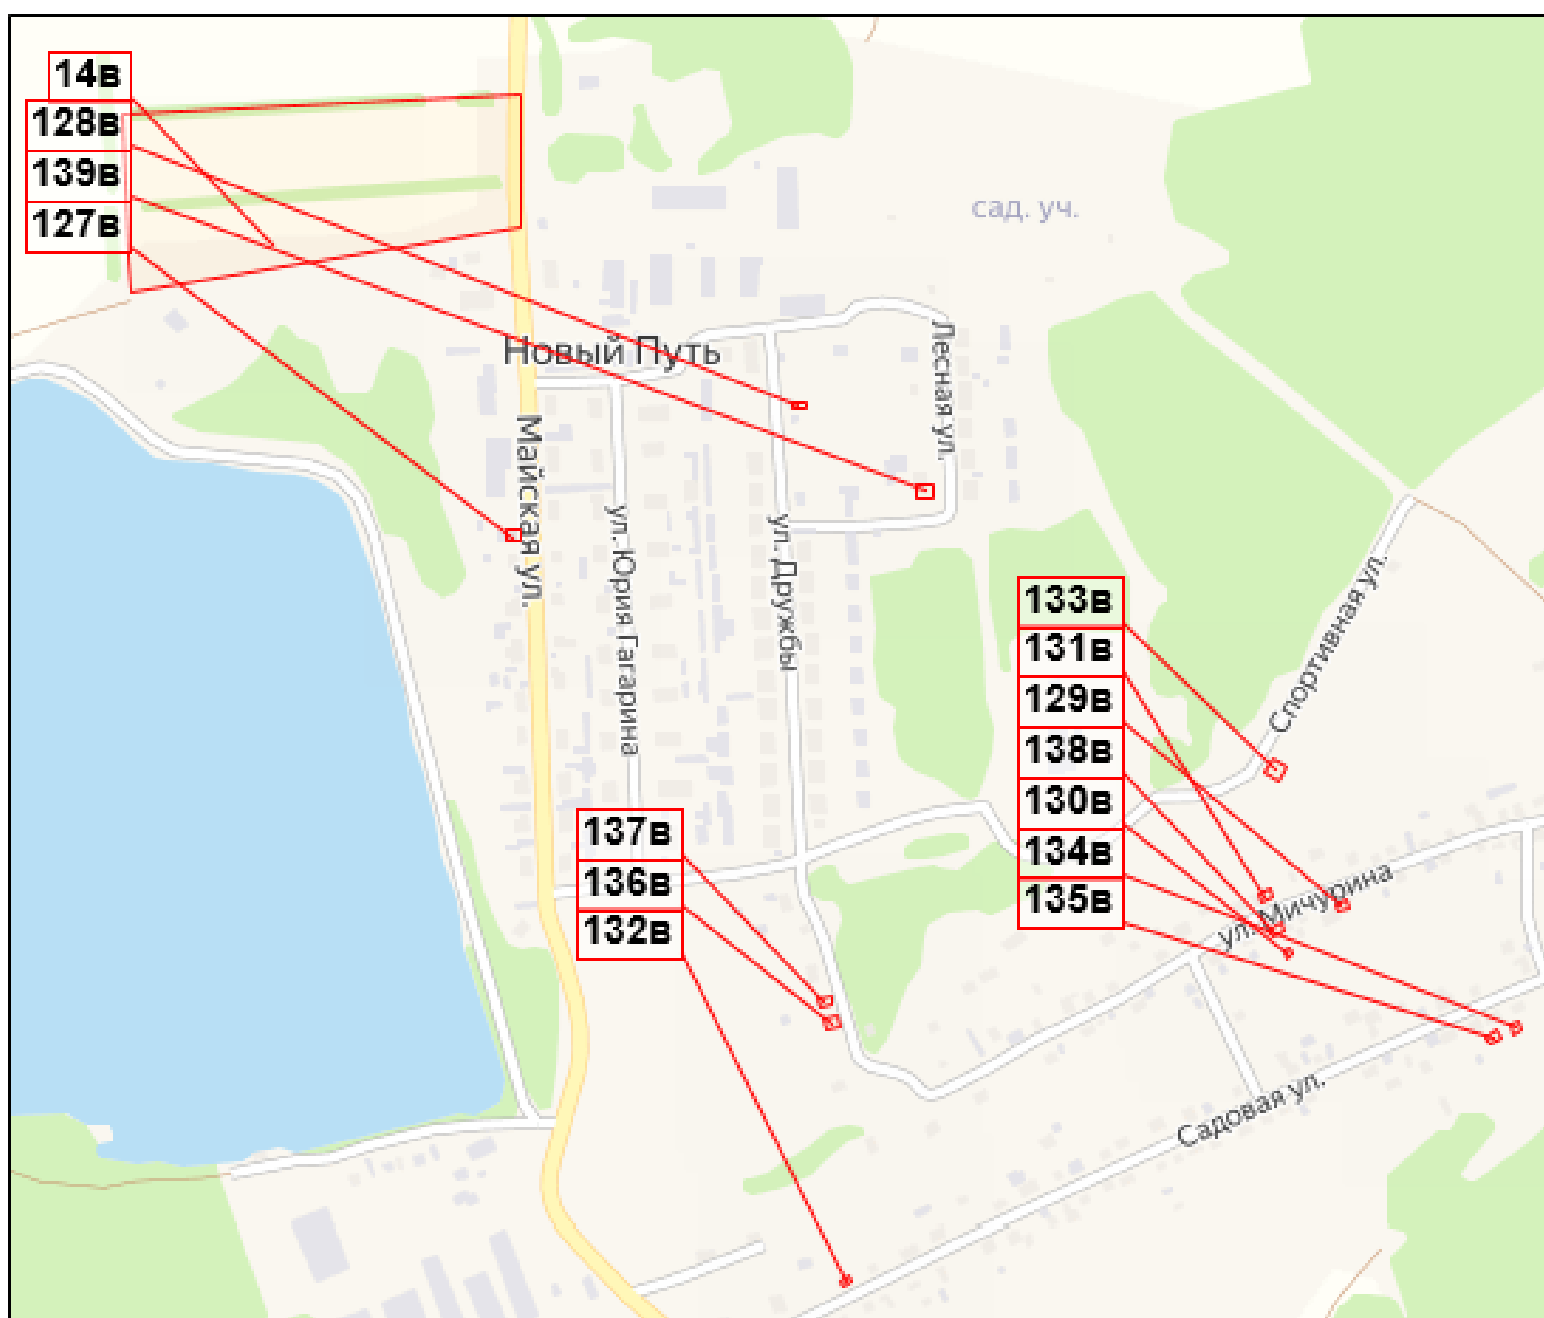 14в
128в
139в
127в
сад. уч.
Новый Путь
Лесная ул.
Майская ул.
ул. Юрия Гагарина
ул. Дружбы
Спортивная ул.
133в
131в
129в
138в
130в
134в
135в
137в
136в
132в
ул. Мичурина
Садовая ул.